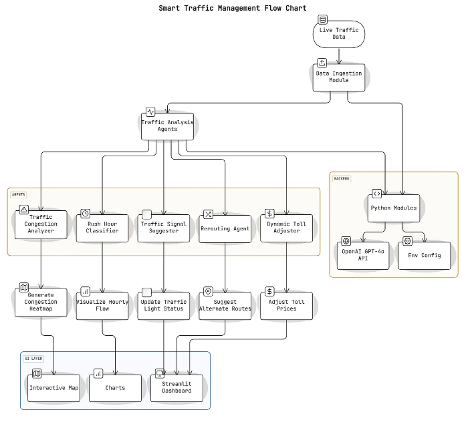 Smart Traffic Management Flow Chart
Live Traffic
Data
Data Ingestion
Module
Traffic Analysis
Agents
AGENTS
BACKEND
Traffic
Congestion
Analyzer
Rush Hour
Classifier
Traffic Signal
Suggestor
Rerouting Agent
Dynamic Toll
Adjustor
Python Modules
OpenAI GPT-4o
API
Env Config
Generate
Congestion
Heatmap
Visualize Hourly
Flow
Update Traffic
Light Status
Suggest
Alternate Routes
Adjust Toll
Prices
UI LAYER
Interactive Map
Charts
Streamlit
Dashboard